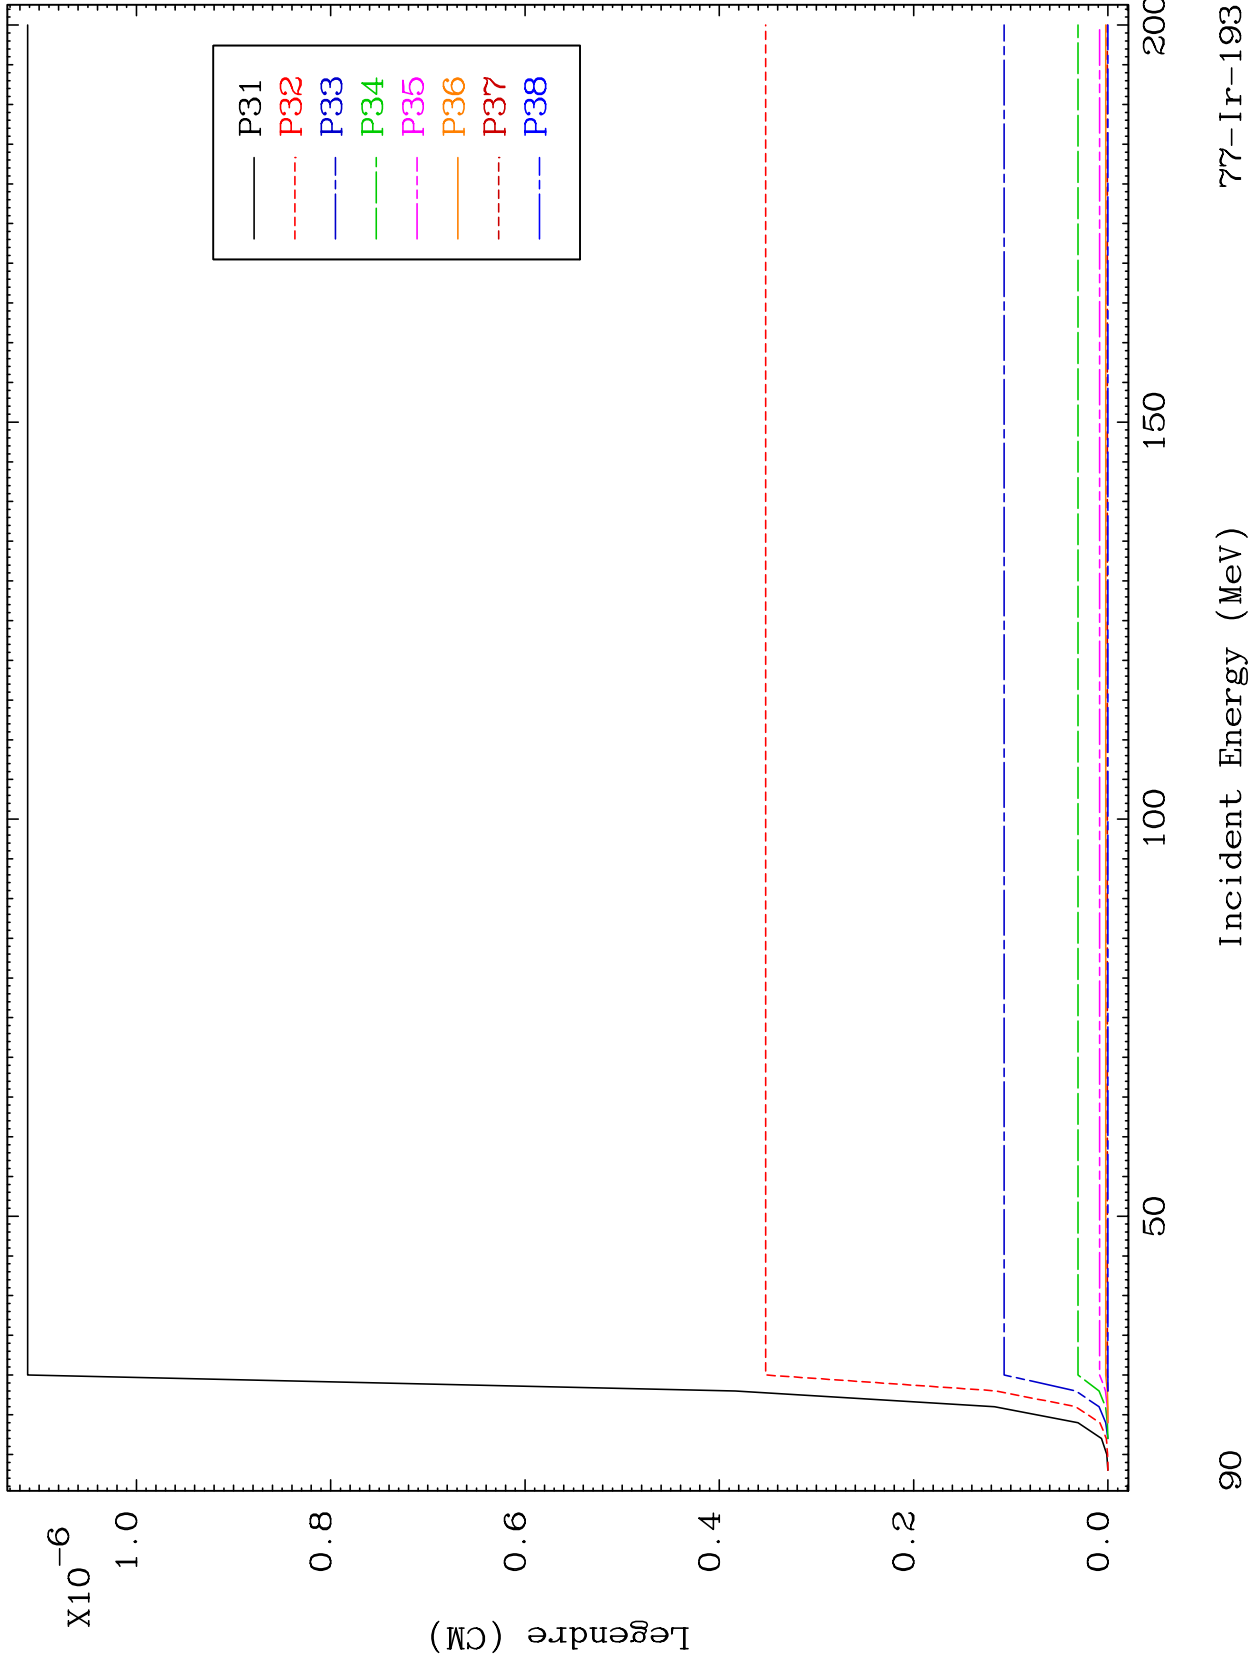 X10-6
1.0
0.8
0.6
0.4
0.2
0.0
Legendre (CM)
P31
P32
P33
P34
P35
P36
P37
P38
50
100
150
200
Incident Energy (MeV)
90
77-Ir-193